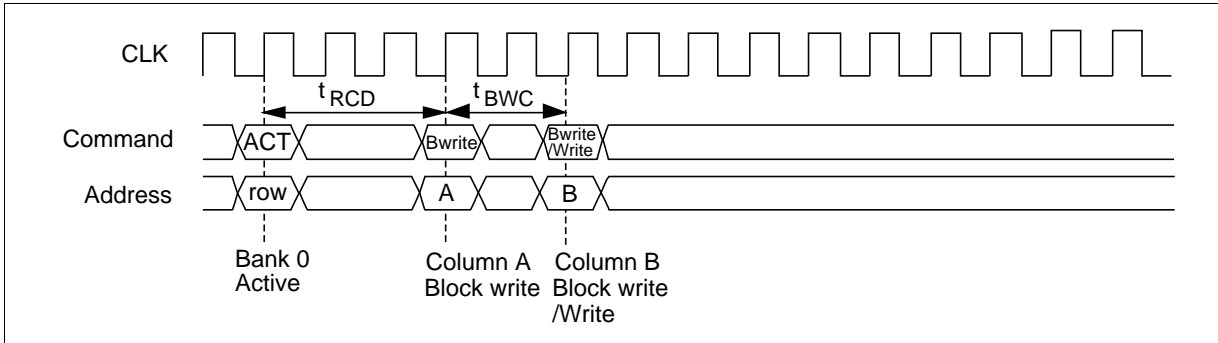 CLK
t RCD
t BWC
Command
ACT
Bwrite
Bwrite
/Write
Address
row
A
B
Bank 0
Active
Column A
Block write
Column B
Block write
/Write